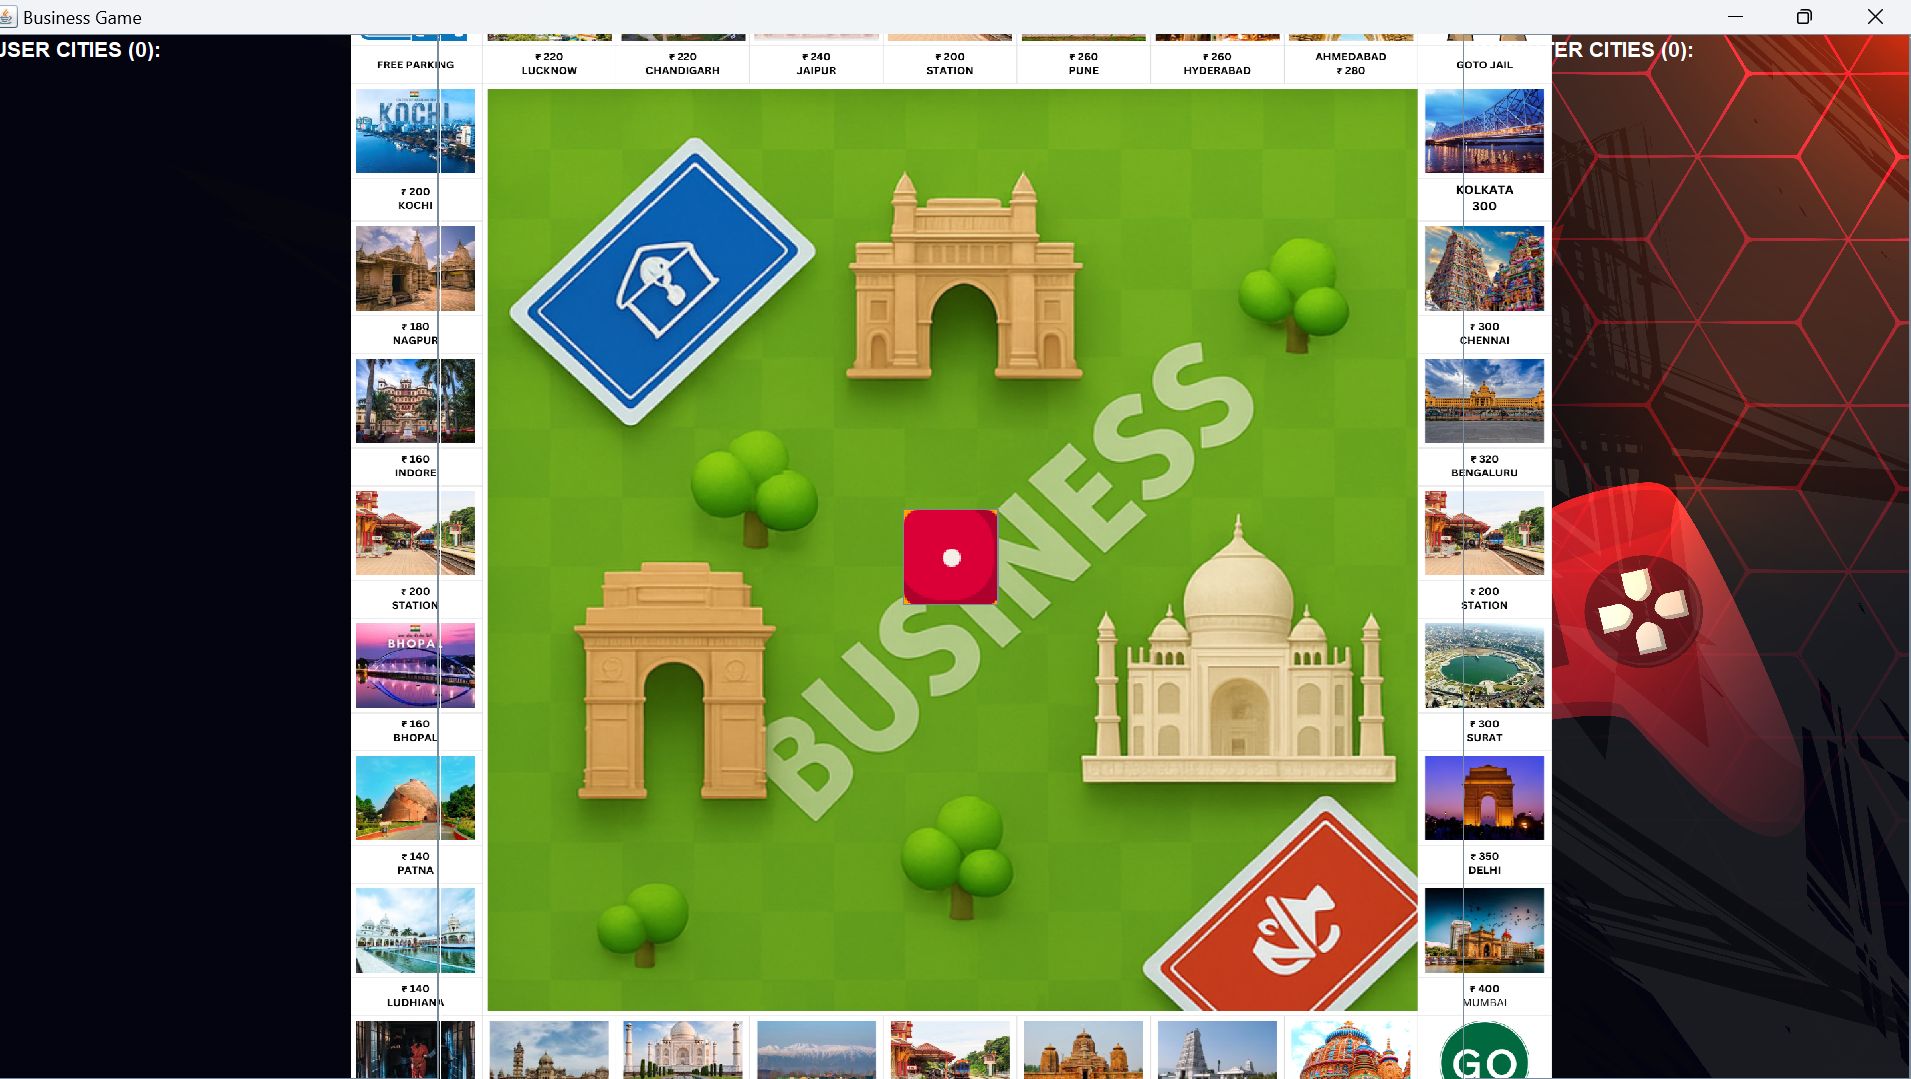 Business Game
USER CITIES (0):
TER CITIES (0):
FREE PARKING
₹ 220
LUCKNOW
₹ 220
CHANDIGARH
₹ 240
JAIPUR
₹ 200
STATION
₹ 260
PUNE
₹ 260
HYDERABAD
AHMEDABAD
₹ 280
GOTO JAIL
KOCHI
₹ 200
KOCHI
KOLKATA
300
₹ 180
NAGPUR
₹ 300
CHENNAI
₹ 160
INDORE
₹ 320
BENGALURU
₹ 200
STATION
₹ 200
STATION
BHOPAL
₹ 160
BHOPAL
₹ 300
SURAT
₹ 140
PATNA
₹ 350
DELHI
₹ 140
LUDHIANA
₹ 400
MUMBAI
BUSINESS
GO